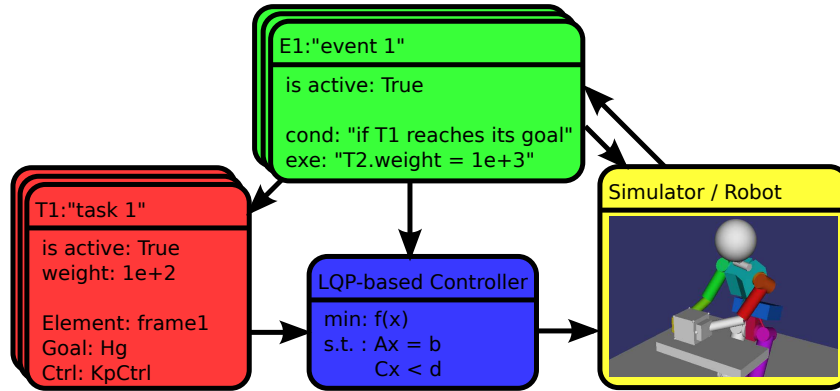 E1:"event 1"
is active: True
cond: "if T1 reaches its goal"
exe: "T2.weight = 1e+3"
T1:"task 1"
is active: True
weight: 1e+2
Element: frame1
Goal: Hg
Ctrl: KpCtrl
LQP-based Controller
min: f(x)
s.t. : Ax = b
Cx < d
Simulator / Robot